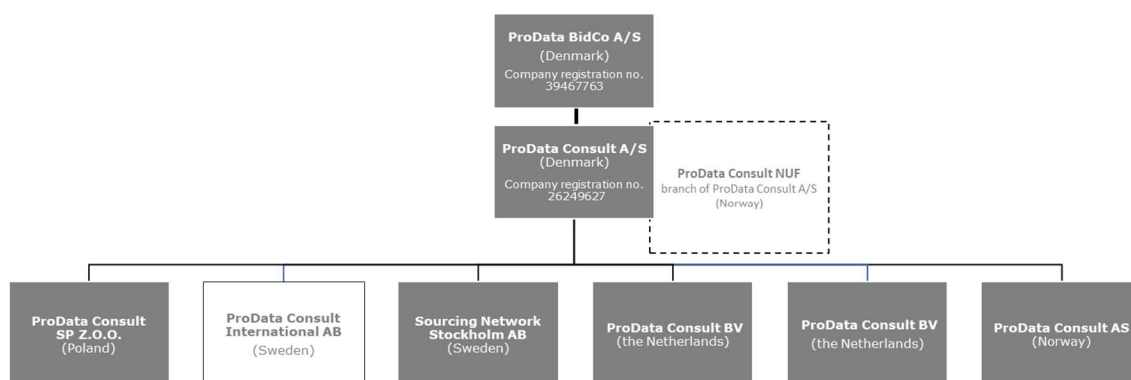 ProData BidCo A/S
(Denmark)
Company registration no.
39467763
ProData Consult A/S
(Denmark)
Company registration no.
26249627
ProData Consult NUF
branch of ProData Consult A/S
(Norway)
ProData Consult
SP Z.O.O.
(Poland)
ProData Consult
International AB
(Sweden)
Sourcing Network
Stockholm AB
(Sweden)
ProData Consult BV
(the Netherlands)
ProData Consult BV
(the Netherlands)
ProData Consult AS
(Norway)